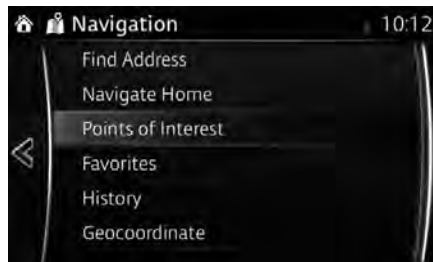 Navigation 10:12
Find Address
Navigate Home
Points of Interest
Favorites
History
Geocoordinate